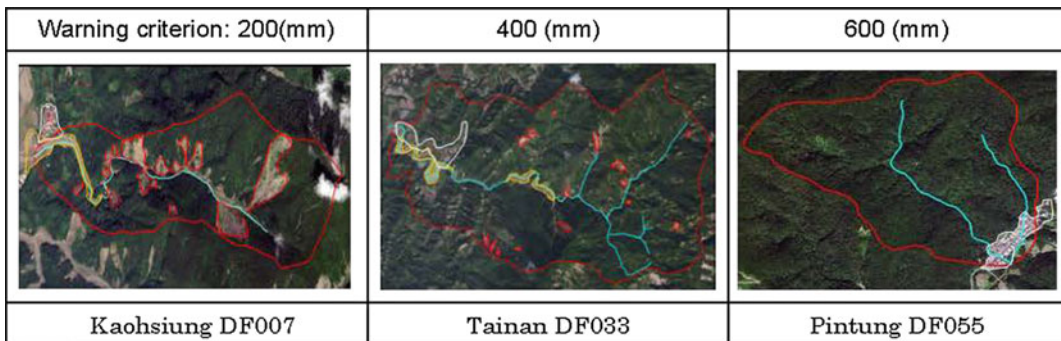 Warning criterion: 200(mm)
400 (mm)
600 (mm)
Kaohsiung DF007
Tainan DF033
Pintung DF055